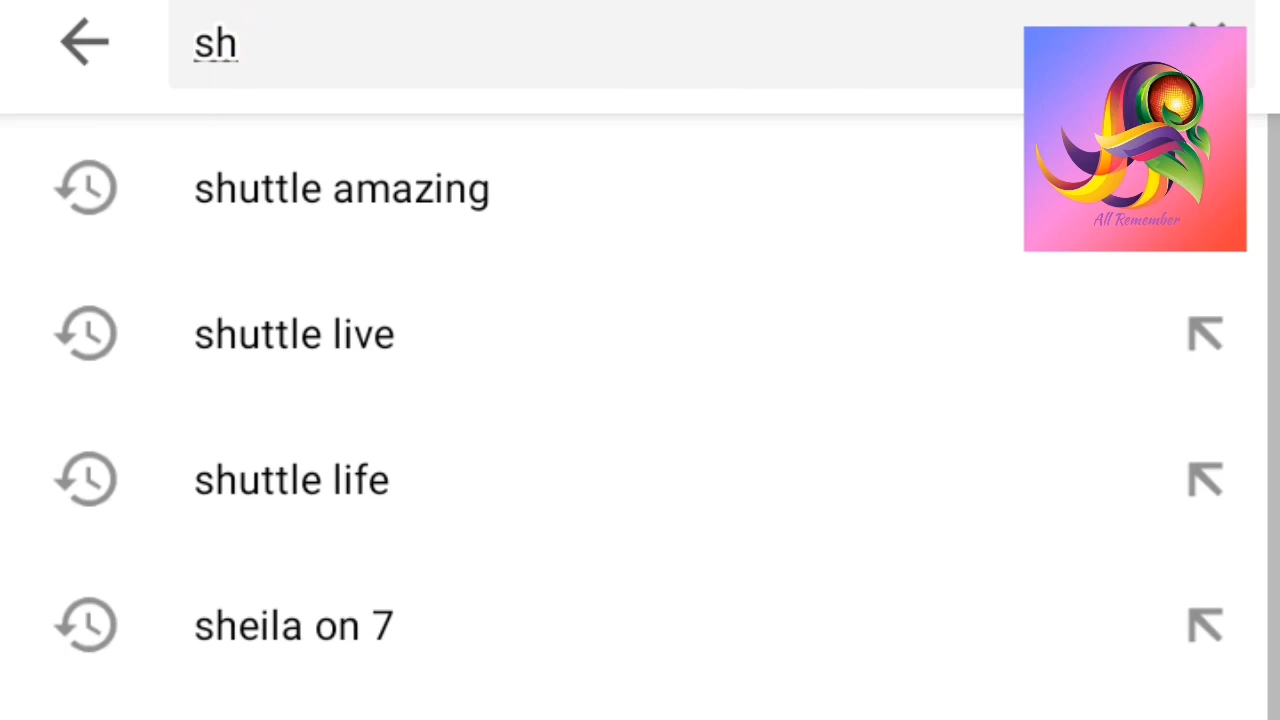 sh
shuttle amazing
All Remember
shuttle live
shuttle life
sheila on 7